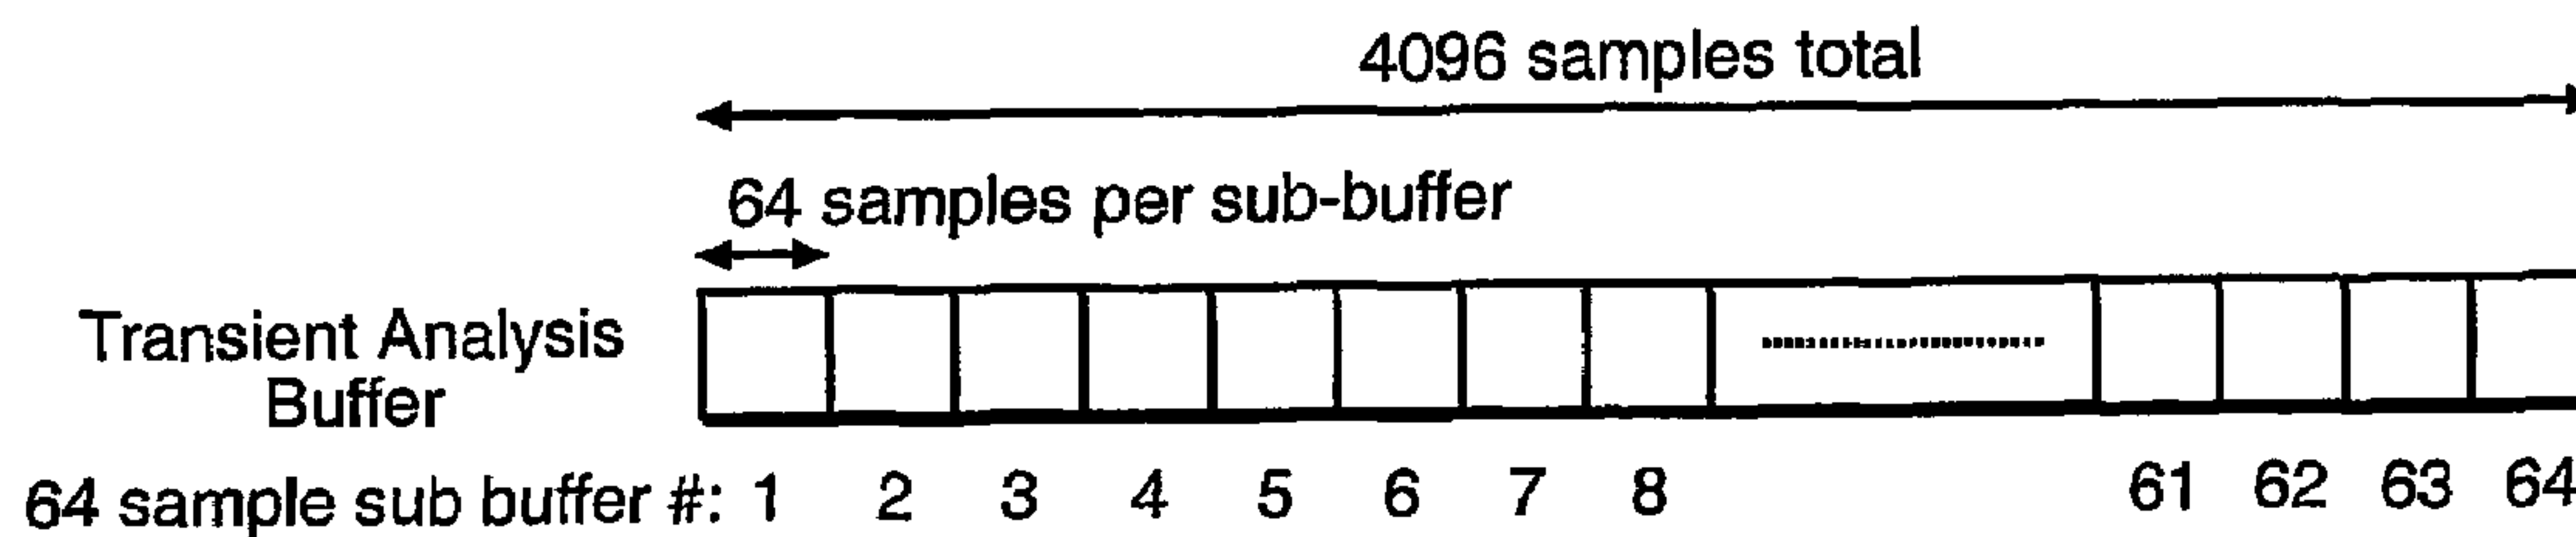 4096 samples total
64 samples per sub-buffer
Transient Analysis
Buffer
64 sample sub buffer #: 1 2 3 4 5 6 7 8 61 62 63 64